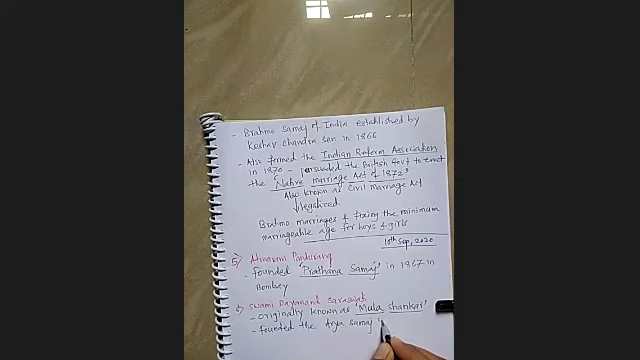 - Brahmo Samaj of India established by
Keshav Chandra Sen in 1866
- Also formed the Indian Reform Association
in 1870 - persuaded the British Govt to enact
the "Native marriage Act of 1872"
Also known as Civil Marriage Act
legalized
Brahmo marriages & fixing the minimum
marriageable age for boys & girls
10th Sep, 2020
5) Atmaram Pandurang
founded 'Prathana Samaj' in 1867 in
Bombay
6) Swami Dayanand Saraswati
- originally known as 'Mula Shankar'
- founded the Arya Samaj